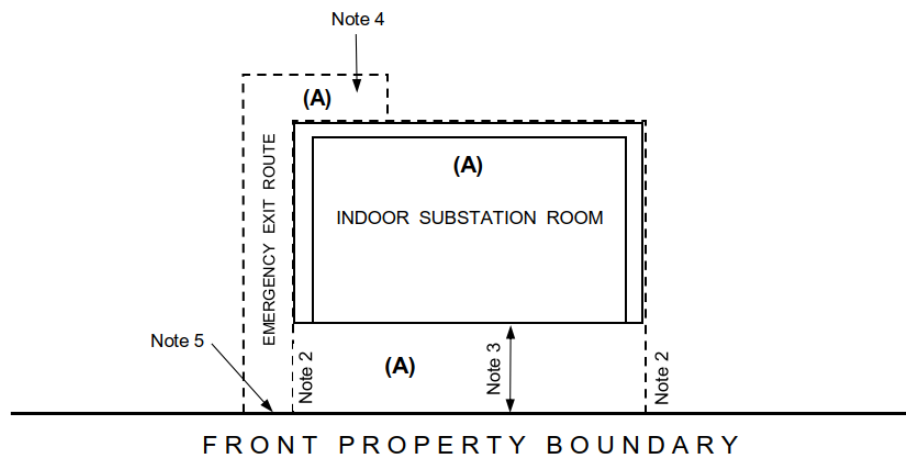 Note 4
(A)
(A)
EMERGENCY EXIT ROUTE
INDOOR SUBSTATION ROOM
Note 5
Note 2
(A)
Note 3
Note 2
FRONT PROPERTY BOUNDARY